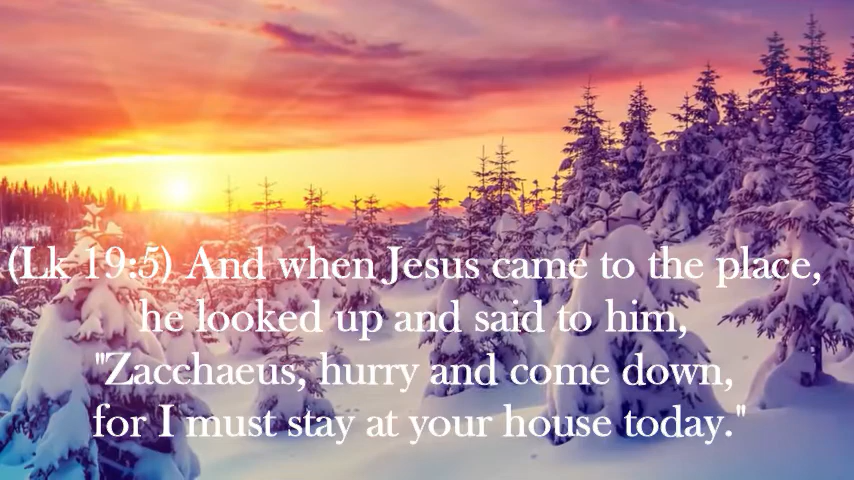 (Lk 19:5) And when Jesus came to the place,
he looked up and said to him,
"Zacchaeus, hurry and come down,
for I must stay at your house today."